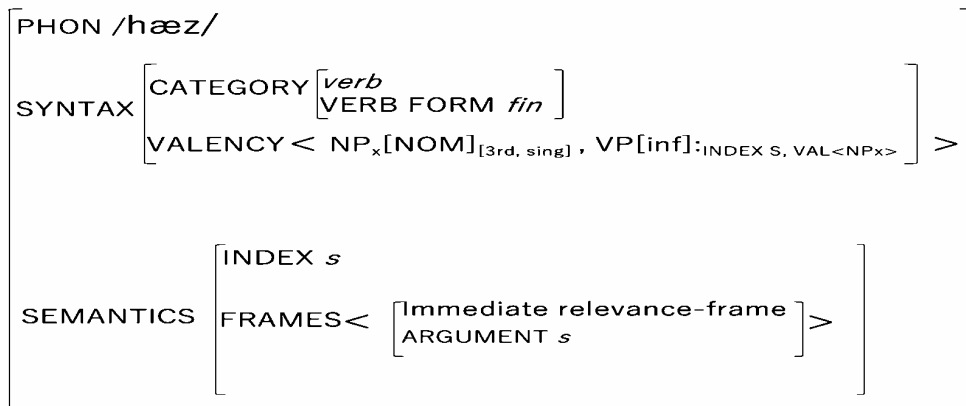 PHON /hæz/
CATEGORY [verb
SYNTAX VERB FORM fin]
VALENCY < NPx[NOM][3rd, sing] , VP[inf]:INDEX S, VAL<NPx> ] >
INDEX s
SEMANTICS FRAMES< [Immediate relevance-frame
ARGUMENT s ] >